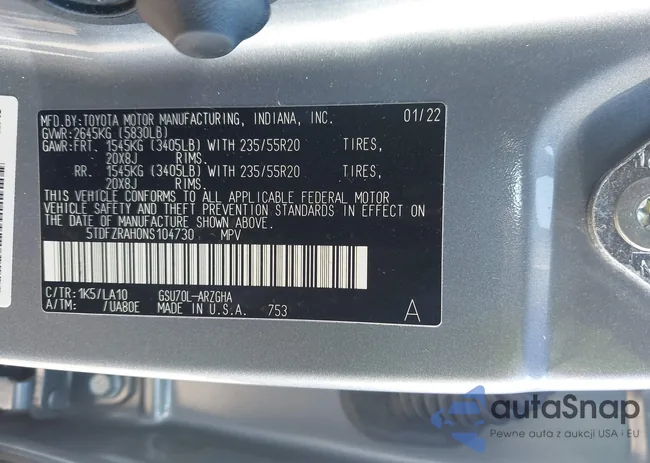 MFD.BY:TOYOTA MOTOR MANUFACTURING, INDIANA, INC. 01/22
GVWR:2645KG (5830LB)
GAWR:FRT. 1545KG (3405LB) WITH 235/55R20 TIRES,
20X8J RIMS.
RR. 1545KG (3405LB) WITH 235/55R20 TIRES,
20X8J RIMS.
THIS VEHICLE CONFORMS TO ALL APPLICABLE FEDERAL MOTOR
VEHICLE SAFETY AND THEFT PREVENTION STANDARDS IN EFFECT ON
THE DATE OF MANUFACTURE SHOWN ABOVE.
5TDFZRAH0NS104730 MPV
C/TR:1K5/LA10 GSU70L-ARZGHA
A/TM: /UA80E MADE IN U.S.A. 753 A
autaSnap
Pewne auta z aukcji USA i EU